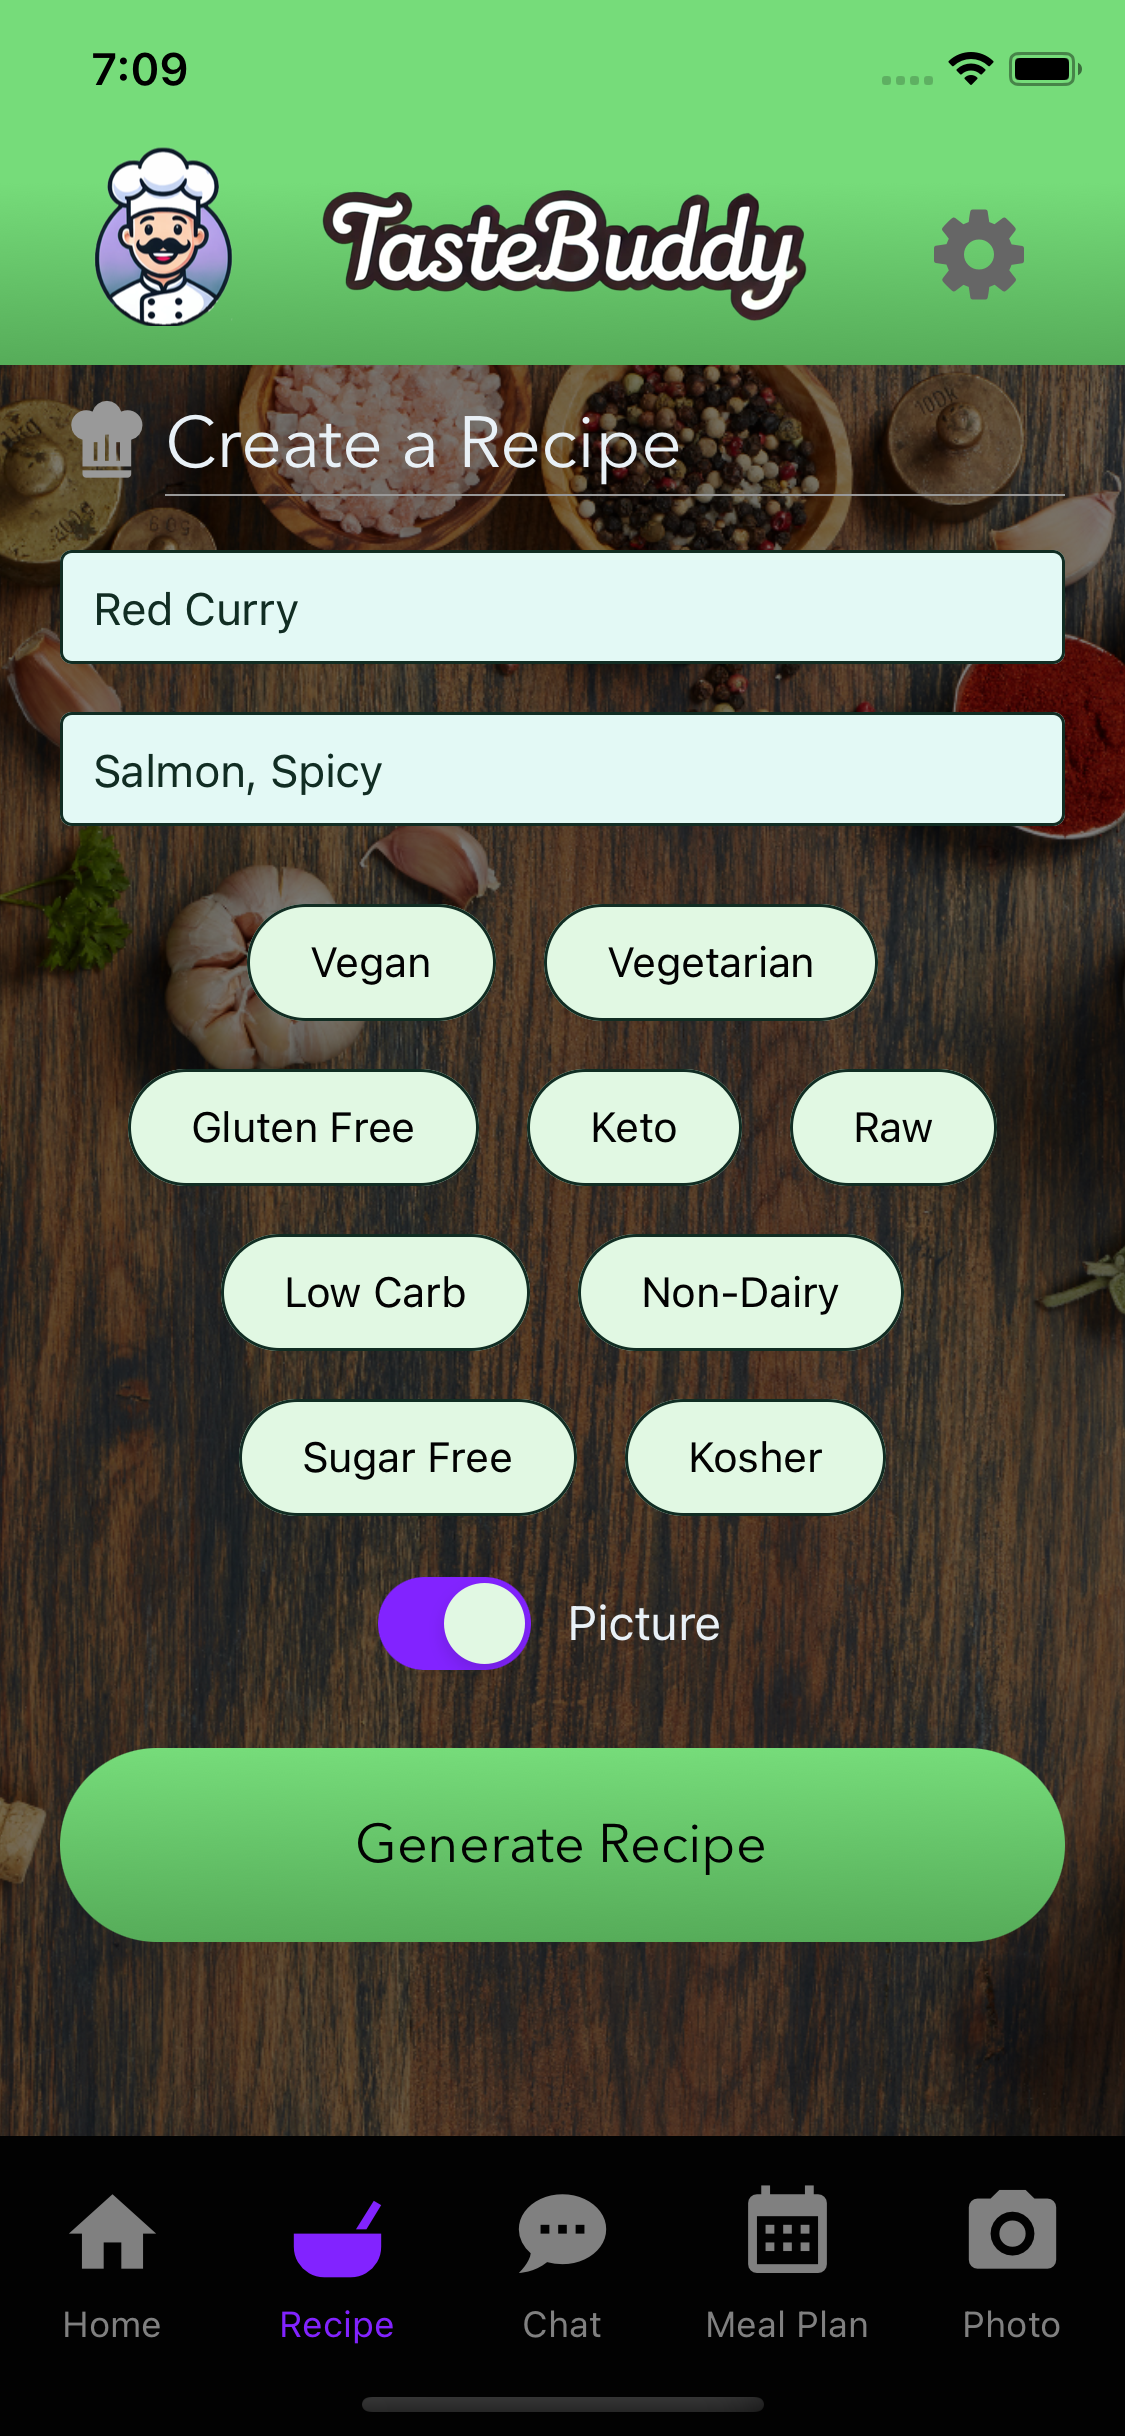 7:09
TasteBuddy
Create a Recipe
Red Curry
Salmon, Spicy
Vegan Vegetarian
Gluten Free Keto Raw
Low Carb Non-Dairy
Sugar Free Kosher
Picture
Generate Recipe
Home Recipe Chat Meal Plan Photo